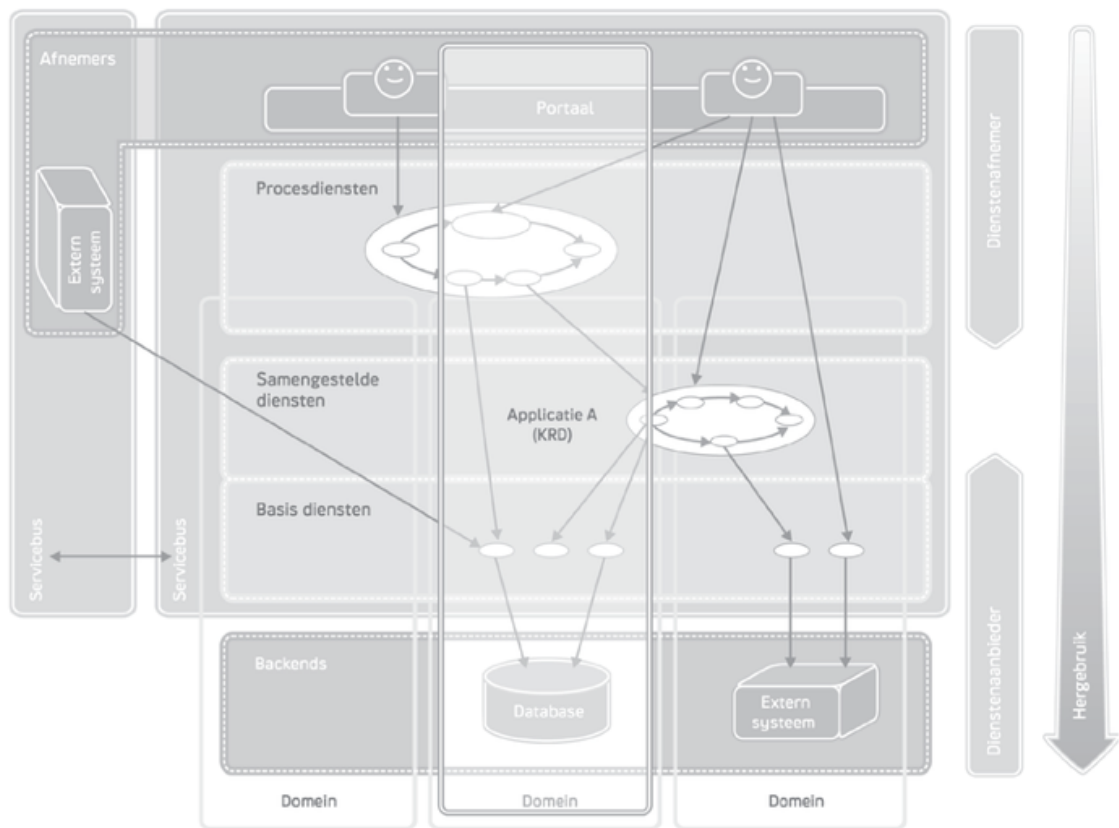 Afnemers
Portaal
Procesdiensten
Extern
systeem
Samengestelde
diensten
Applicatie A
(KRD)
Basis diensten
Servicebus
Servicebus
Backends
Database
Extern
systeem
Domein
Domein
Domein
Dienstenafnemer
Dienstenaanbieder
Hergebruik